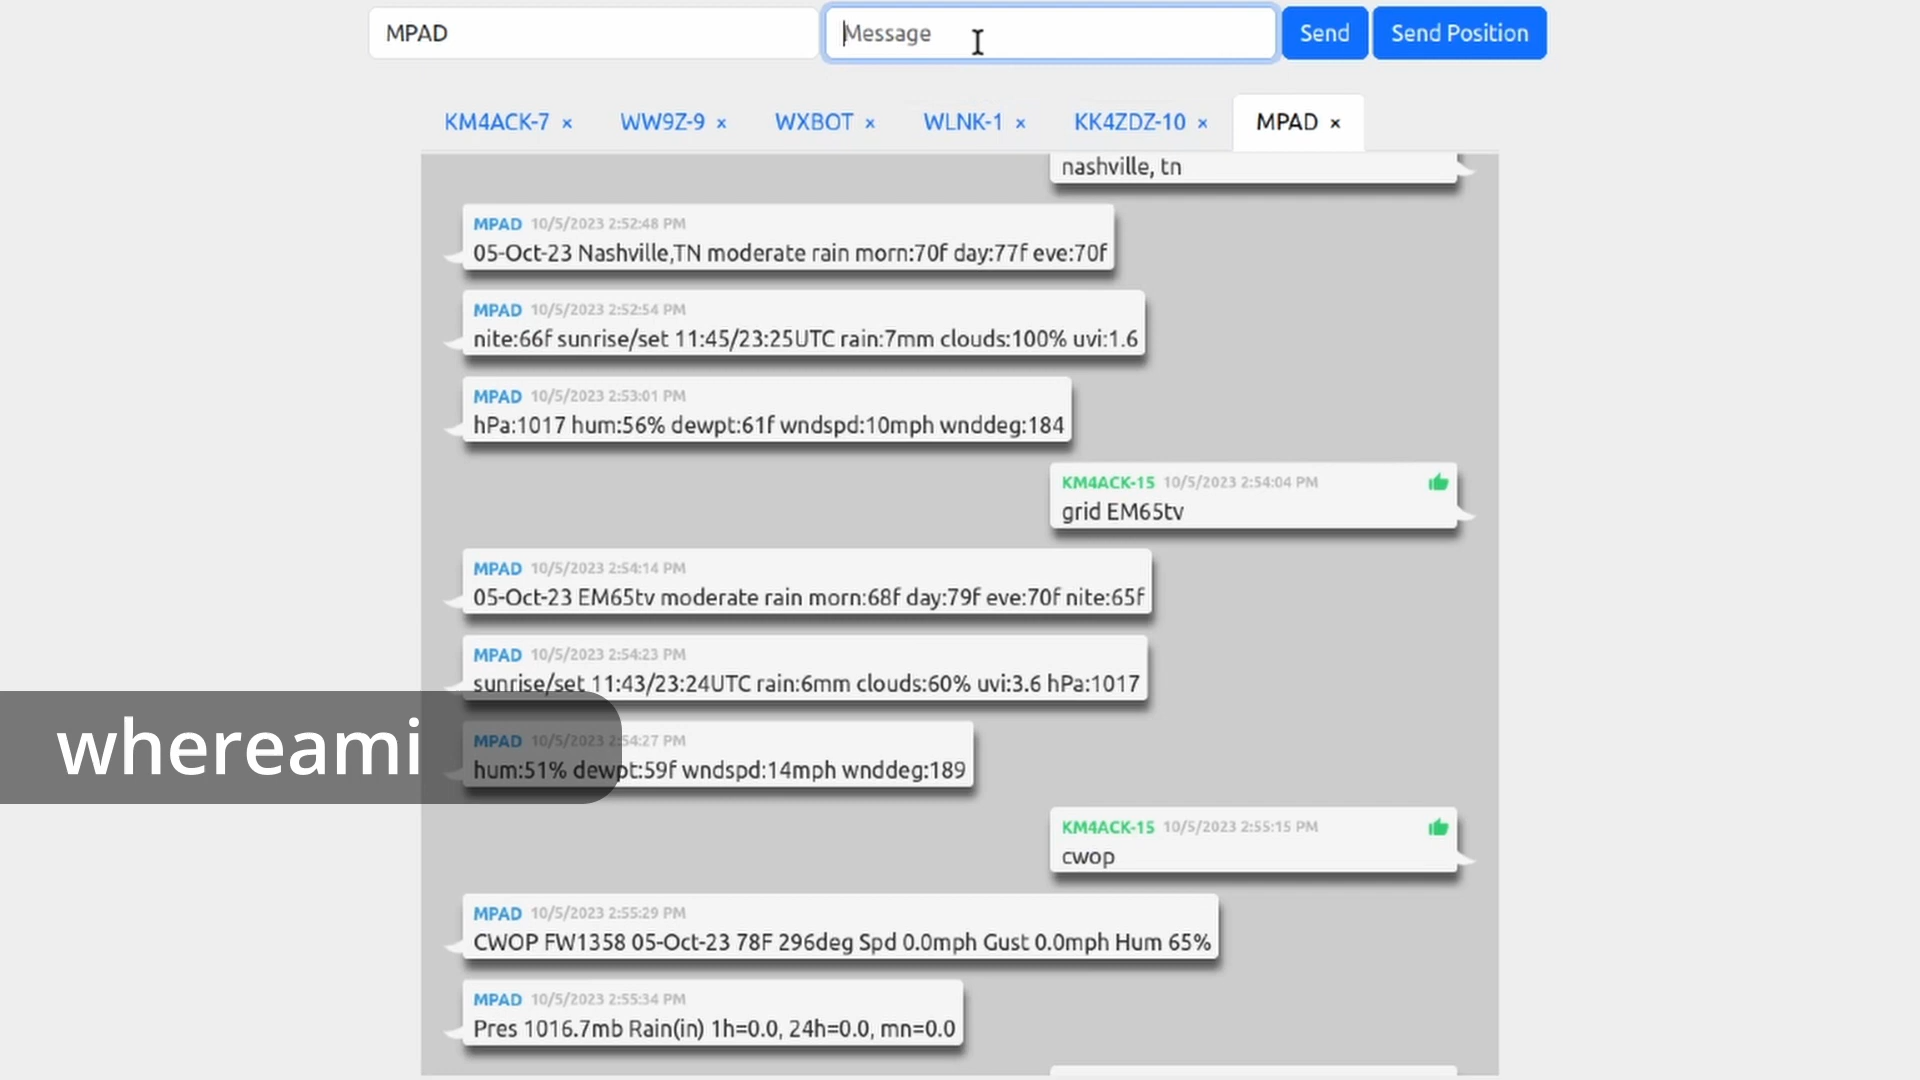 MPAD Message Send Send Position
KM4ACK-7 × WW9Z-9 × WXBOT × WLNK-1 × KK4ZDZ-10 × MPAD ×
nashville, tn
MPAD 10/5/2023 2:52:48 PM
05-Oct-23 Nashville,TN moderate rain morn:70f day:77f eve:70f
MPAD 10/5/2023 2:52:54 PM
nite:66f sunrise/set 11:45/23:25UTC rain:7mm clouds:100% uvi:1.6
MPAD 10/5/2023 2:53:01 PM
hPa:1017 hum:56% dewpt:61f wndspd:10mph wnddeg:184
KM4ACK-15 10/5/2023 2:54:04 PM
grid EM65tv
MPAD 10/5/2023 2:54:14 PM
05-Oct-23 EM65tv moderate rain morn:68f day:79f eve:70f nite:65f
MPAD 10/5/2023 2:54:23 PM
sunrise/set 11:43/23:24UTC rain:6mm clouds:60% uvi:3.6 hPa:1017
whereami
MPAD 10/5/2023 2:54:27 PM
hum:51% dewpt:59f wndspd:14mph wnddeg:189
KM4ACK-15 10/5/2023 2:55:15 PM
cwop
MPAD 10/5/2023 2:55:29 PM
CWOP FW1358 05-Oct-23 78F 296deg Spd 0.0mph Gust 0.0mph Hum 65%
MPAD 10/5/2023 2:55:34 PM
Pres 1016.7mb Rain(in) 1h=0.0, 24h=0.0, mn=0.0